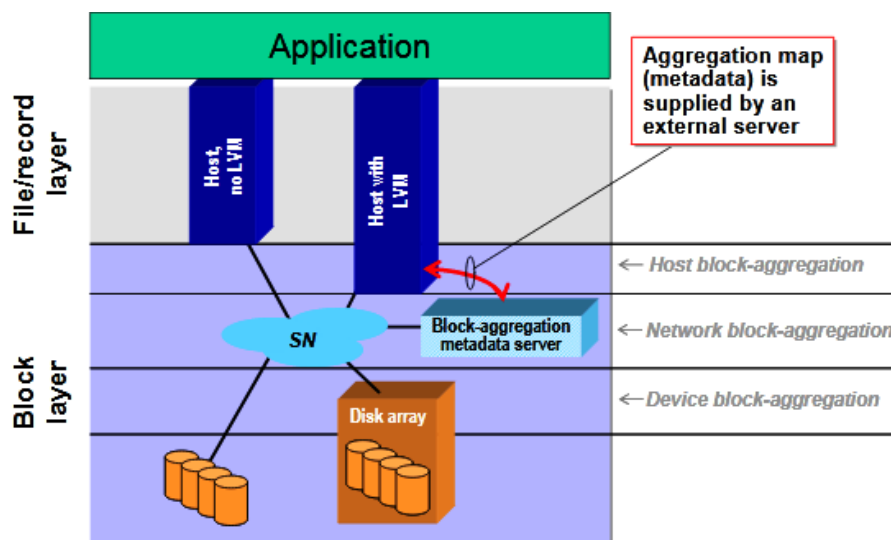 Application
Aggregation map
(metadata) is
supplied by an
external server
File/record
layer
Host,
no LVM
Host with
LVM
Host block-aggregation
Block-aggregation
metadata server
Network block-aggregation
SN
Block
layer
Device block-aggregation
Disk array